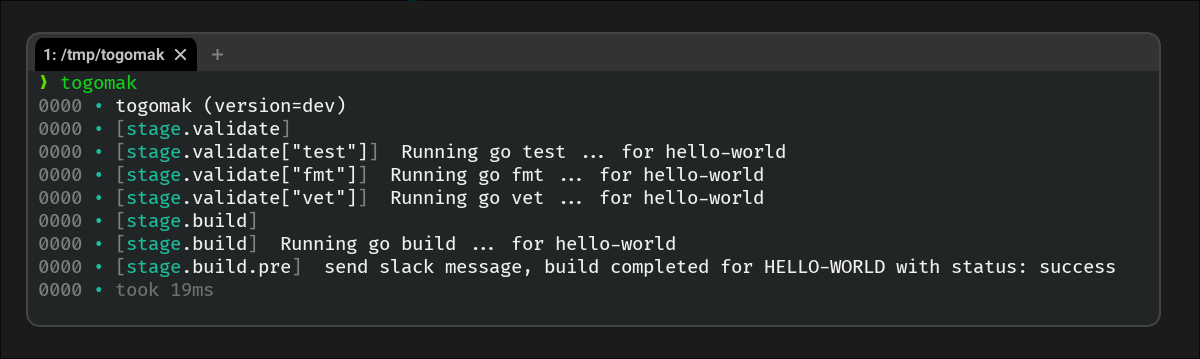 1: /tmp/togomak ✕ +
❯ togomak
0000 • togomak (version=dev)
0000 • [stage.validate]
0000 • [stage.validate["test"]]  Running go test ... for hello-world
0000 • [stage.validate["fmt"]]  Running go fmt ... for hello-world
0000 • [stage.validate["vet"]]  Running go vet ... for hello-world
0000 • [stage.build]
0000 • [stage.build]  Running go build ... for hello-world
0000 • [stage.build.pre]  send slack message, build completed for HELLO-WORLD with status: success
0000 • took 19ms